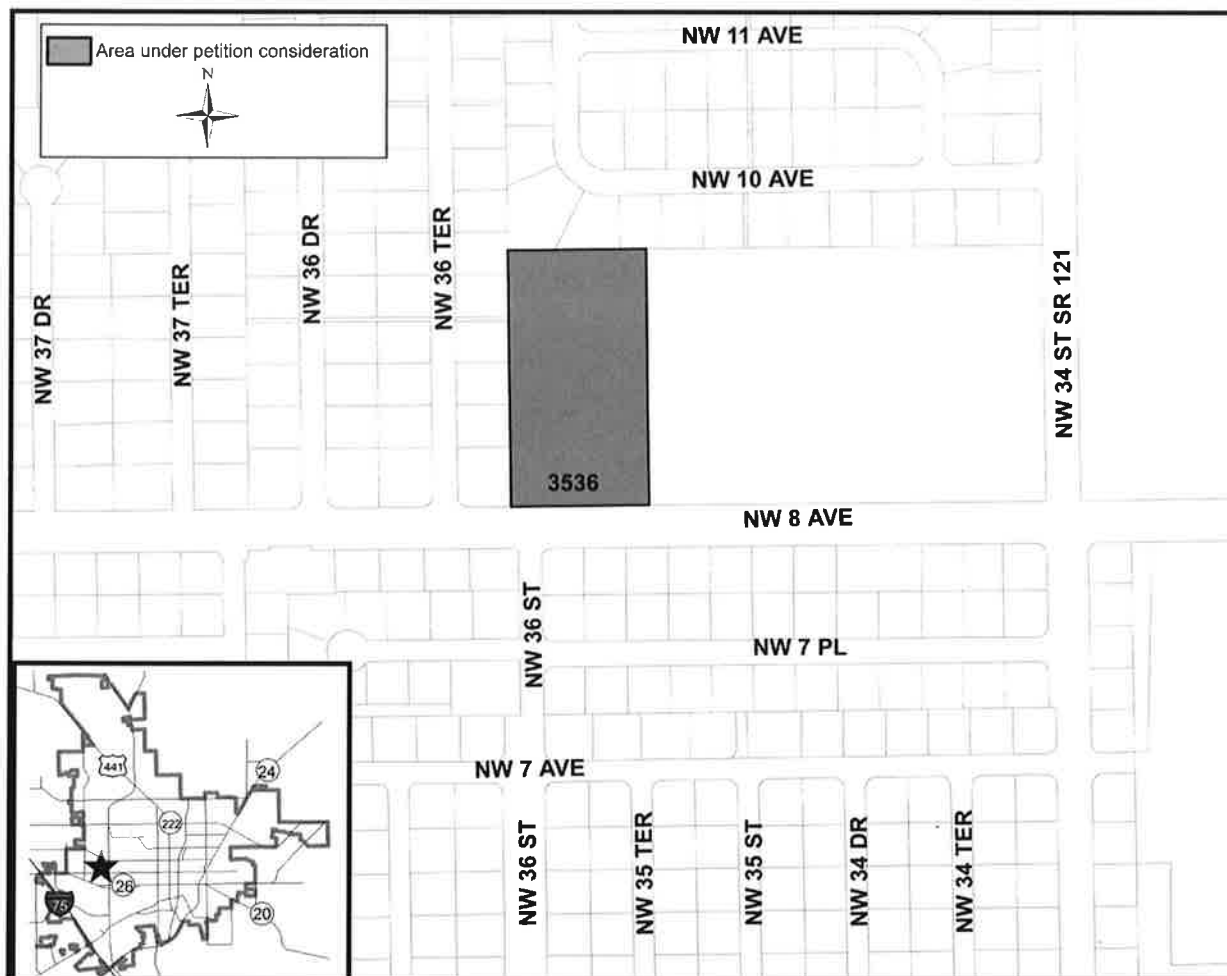 Area under petition consideration
N
NW 11 AVE
NW 10 AVE
NW 37 DR
NW 37 TER
NW 36 DR
NW 36 TER
NW 34 ST SR 121
3536
NW 8 AVE
NW 36 ST
NW 7 PL
NW 7 AVE
NW 36 ST
NW 35 TER
NW 35 ST
NW 34 DR
NW 34 TER
441
24
222
26
75
20